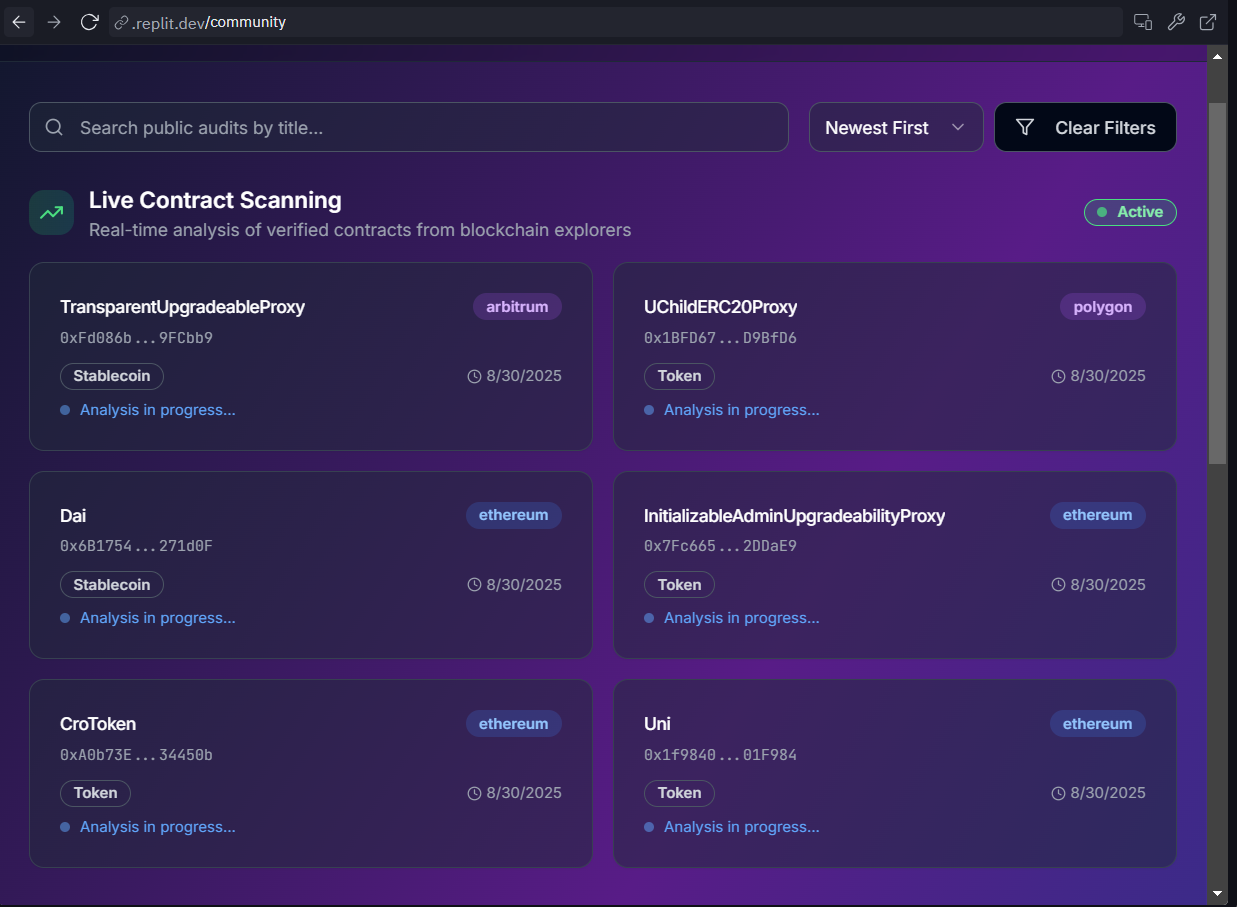 .replit.dev/community
Search public audits by title...
Newest First
Clear Filters
Live Contract Scanning
Real-time analysis of verified contracts from blockchain explorers
Active
TransparentUpgradeableProxy
arbitrum
0xFd086b...9FCbb9
Stablecoin
8/30/2025
Analysis in progress...
UChildERC20Proxy
polygon
0x1BFD67...D9BfD6
Token
8/30/2025
Analysis in progress...
Dai
ethereum
0x6B1754...271d0F
Stablecoin
8/30/2025
Analysis in progress...
InitializableAdminUpgradeabilityProxy
ethereum
0x7Fc665...2DDaE9
Token
8/30/2025
Analysis in progress...
CroToken
ethereum
0xA0b73E...34450b
Token
8/30/2025
Analysis in progress...
Uni
ethereum
0x1f9840...01F984
Token
8/30/2025
Analysis in progress...